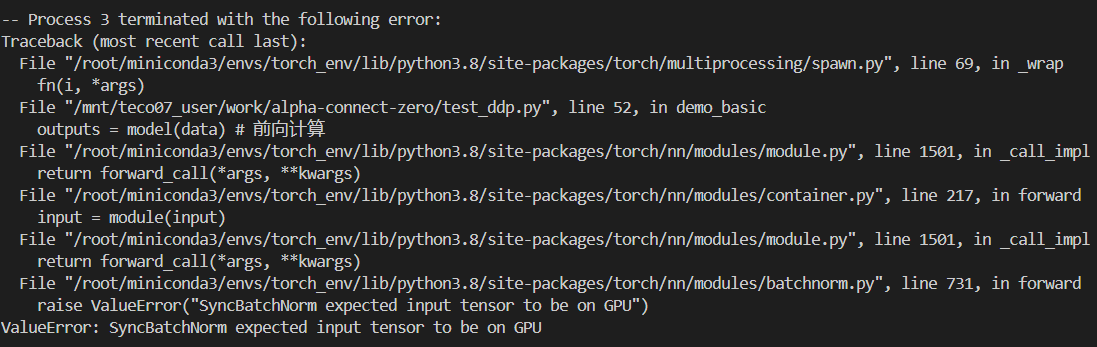 -- Process 3 terminated with the following error:
Traceback (most recent call last):
  File "/root/miniconda3/envs/torch_env/lib/python3.8/site-packages/torch/multiprocessing/spawn.py", line 69, in _wrap
    fn(i, *args)
  File "/mnt/teco07_user/work/alpha-connect-zero/test_ddp.py", line 52, in demo_basic
    outputs = model(data) # 前向计算
  File "/root/miniconda3/envs/torch_env/lib/python3.8/site-packages/torch/nn/modules/module.py", line 1501, in _call_impl
    return forward_call(*args, **kwargs)
  File "/root/miniconda3/envs/torch_env/lib/python3.8/site-packages/torch/nn/modules/container.py", line 217, in forward
    input = module(input)
  File "/root/miniconda3/envs/torch_env/lib/python3.8/site-packages/torch/nn/modules/module.py", line 1501, in _call_impl
    return forward_call(*args, **kwargs)
  File "/root/miniconda3/envs/torch_env/lib/python3.8/site-packages/torch/nn/modules/batchnorm.py", line 731, in forward
    raise ValueError("SyncBatchNorm expected input tensor to be on GPU")
ValueError: SyncBatchNorm expected input tensor to be on GPU